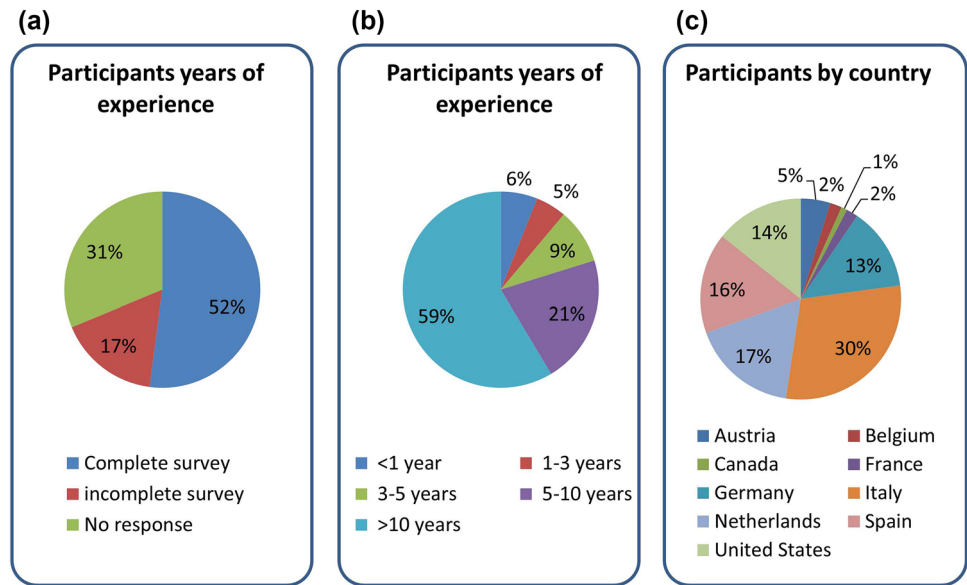 (a)
Participants years of
experience
31%
52%
17%
Complete survey
incomplete survey
No response
(b)
Participants years of
experience
6%
5%
9%
59%
21%
<1 year
1-3 years
3-5 years
5-10 years
>10 years
(c)
Participants by country
1%
5%
2%
2%
14%
13%
16%
30%
17%
Austria
Belgium
Canada
France
Germany
Italy
Netherlands
Spain
United States